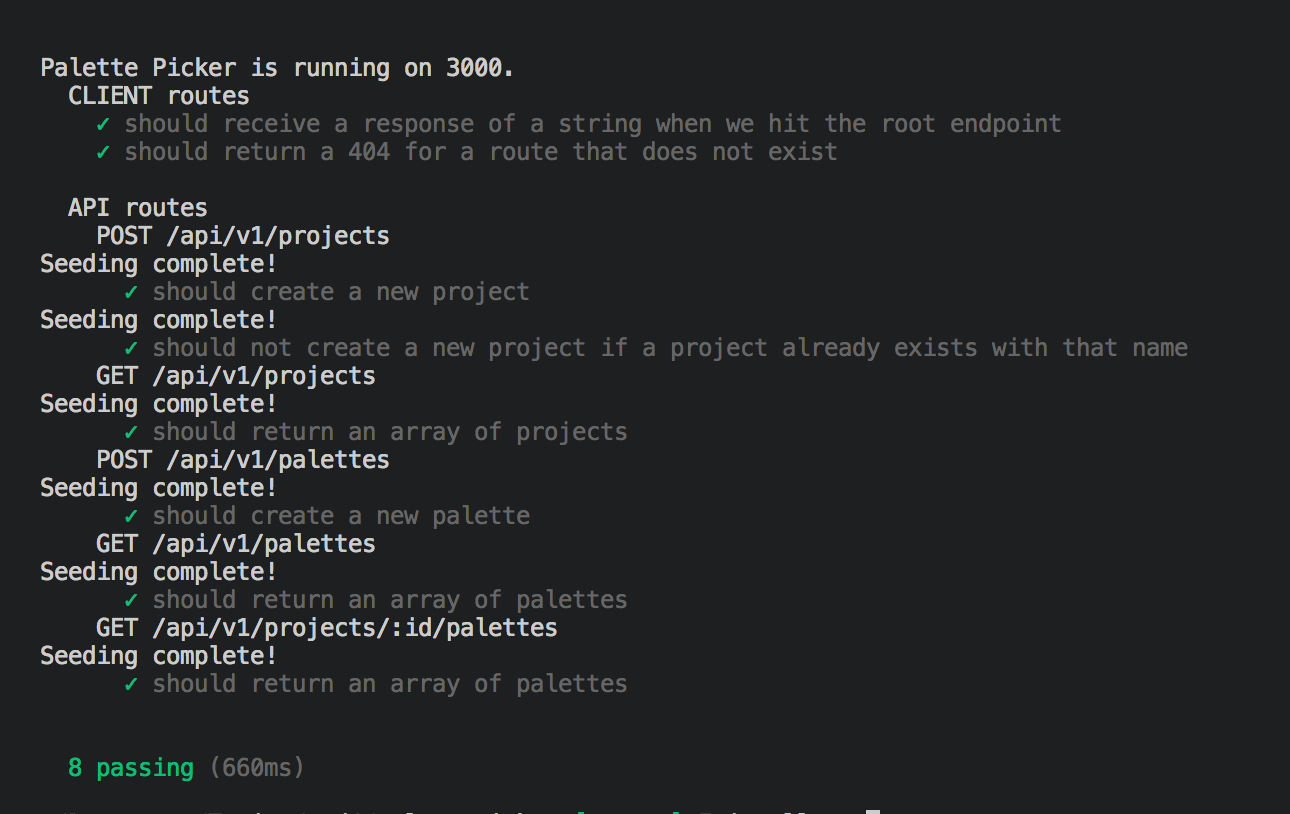 Palette Picker is running on 3000.
CLIENT routes
✓ should receive a response of a string when we hit the root endpoint
✓ should return a 404 for a route that does not exist
API routes
POST /api/v1/projects
Seeding complete!
✓ should create a new project
Seeding complete!
✓ should not create a new project if a project already exists with that name
GET /api/v1/projects
Seeding complete!
✓ should return an array of projects
POST /api/v1/palettes
Seeding complete!
✓ should create a new palette
GET /api/v1/palettes
Seeding complete!
✓ should return an array of palettes
GET /api/v1/projects/:id/palettes
Seeding complete!
✓ should return an array of palettes
8 passing (660ms)